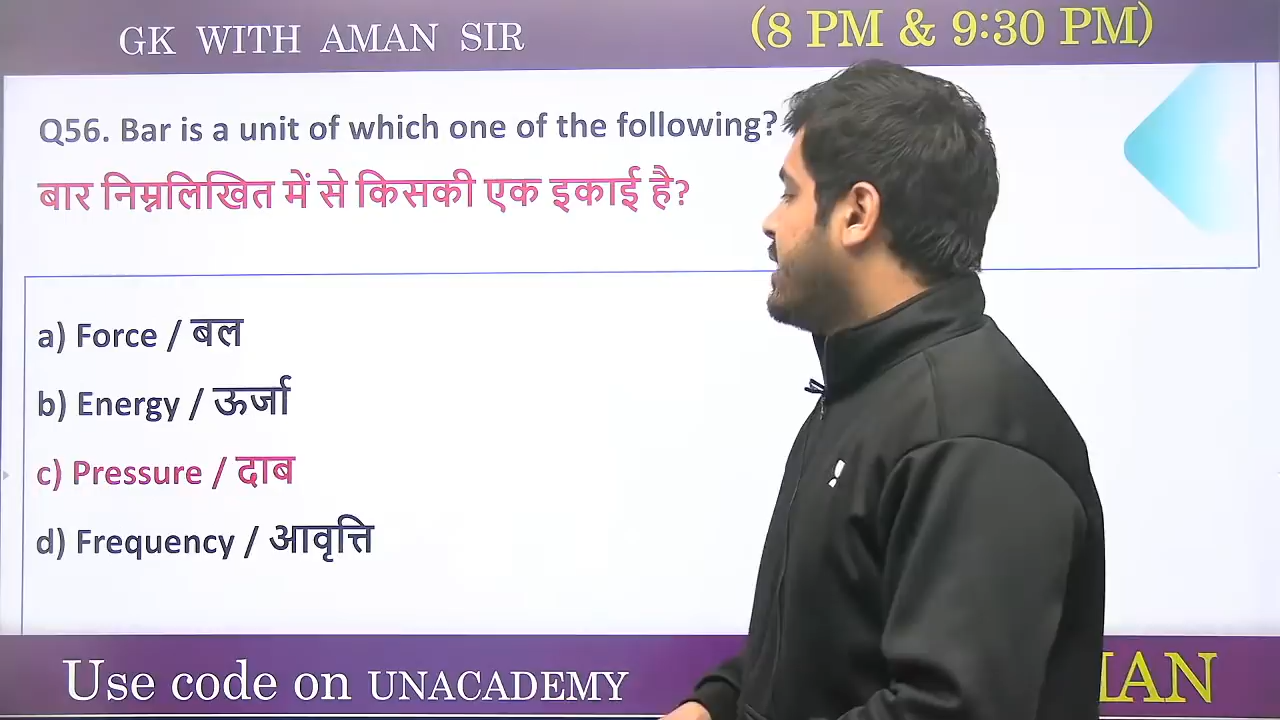 GK WITH AMAN SIR
(8 PM & 9:30 PM)
Q56. Bar is a unit of which one of the following?
बार निम्नलिखित में से किसकी एक इकाई है?
a) Force / बल
b) Energy / ऊर्जा
c) Pressure / दाब
d) Frequency / आवृत्ति
Use code on UNACADEMY